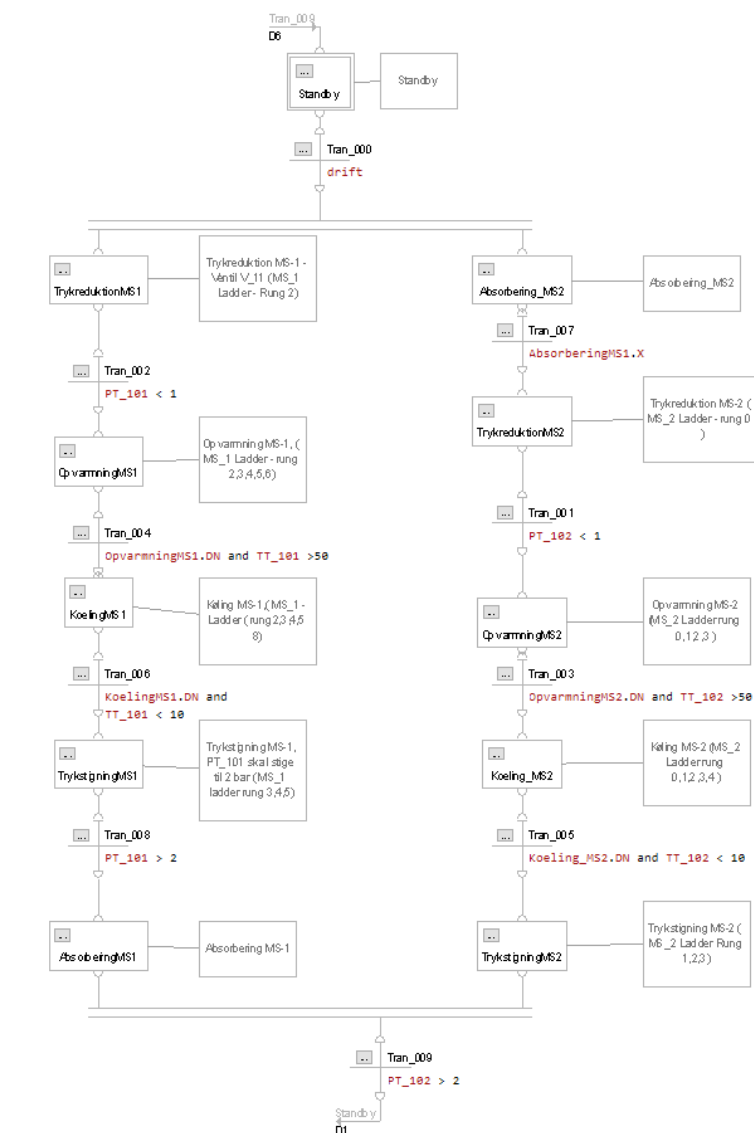 Tran_009
D6
...
Standby
Standby
...
Tran_000
drift
...
TrykreduktionMS1
Trykreduktion MS-1 -
Ventil V_11 (MS_1
Ladder - Rung 2)
...
Absorbering_MS2
Absorbering_MS2
...
Tran_007
AbsorberingMS1.X
...
Tran_002
PT_101 < 1
...
TrykreduktionMS2
Trykreduktion MS-2 (
MS_2 Ladder - rung 0
)
...
OpvarmningMS1
Opvarmning MS-1, (
MS_1 Ladder - rung
2,3,4,5,6)
...
Tran_001
PT_102 < 1
...
Tran_004
OpvarmningMS1.DN and TT_101 >50
...
KoelingMS1
Køling MS-1,( MS_1 -
Ladder ( rung 2,3 4,5
8)
...
OpvarmningMS2
Opvarmning MS-2
(MS_2 Ladder rung
0,1,2,3 )
...
Tran_006
KoelingMS1.DN and
TT_101 < 10
...
Tran_003
OpvarmningMS2.DN and TT_102 >50
...
TrykstigningMS1
Trykstigning MS-1,
PT_101 skal stige
til 2 bar (MS_1
ladder rung 3,4,5)
...
Koeling_MS2
Køling MS-2 (MS_2
Ladder rung
0,1,2,3,4 )
...
Tran_008
PT_101 > 2
...
Tran_005
Koeling_MS2.DN and TT_102 < 10
...
AbsorberingMS1
Absorbering MS-1
...
TrykstigningMS2
Trykstigning MS-2 (
MS_2 Ladder Rung
1,2,3 )
...
Tran_009
PT_102 > 2
Standby
D1